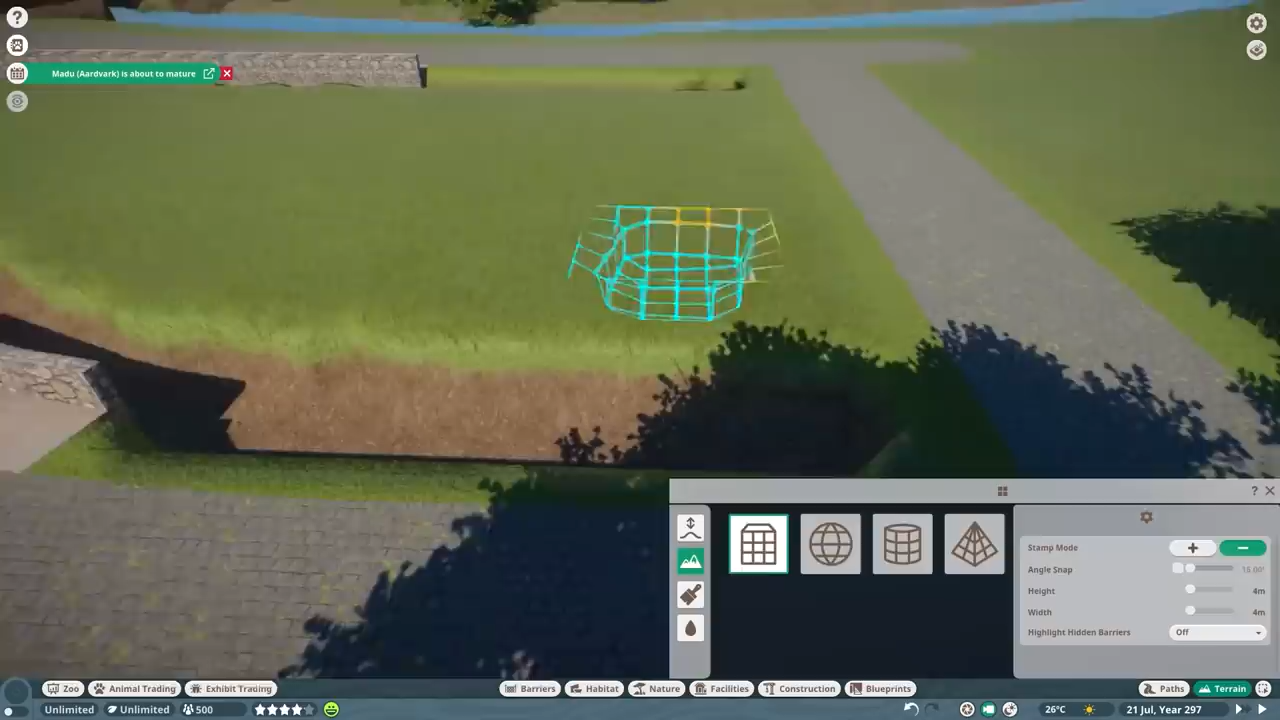 ?
Madu (Aardvark) is about to mature
? ×
Stamp Mode + −
Angle Snap 15.00°
Height 4m
Width 4m
Highlight Hidden Barriers Off
Zoo Animal Trading Exhibit Trading Barriers Habitat Nature Facilities Construction Blueprints Paths Terrain
Unlimited Unlimited 500 26°C 21 Jul, Year 297